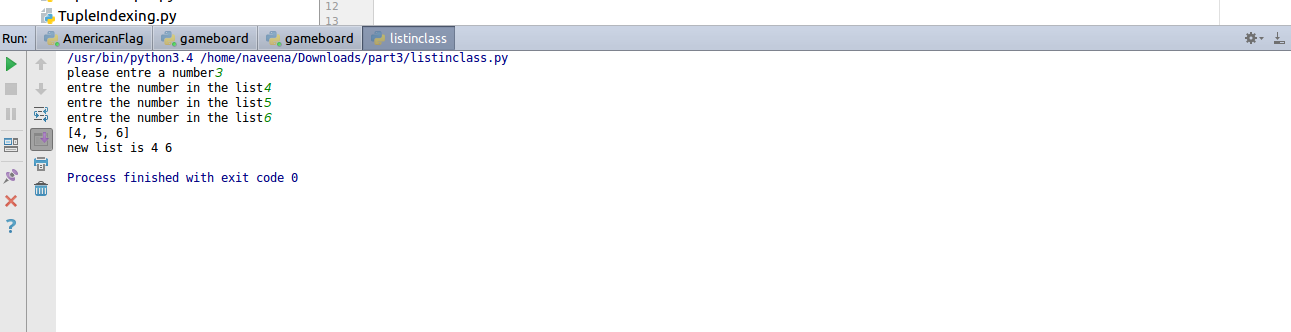 TupleIndexing.py
12
13
Run: AmericanFlag gameboard gameboard listinclass
/usr/bin/python3.4 /home/naveena/Downloads/part3/listinclass.py
please entre a number3
entre the number in the list4
entre the number in the list5
entre the number in the list6
[4, 5, 6]
new list is 4 6
Process finished with exit code 0
?